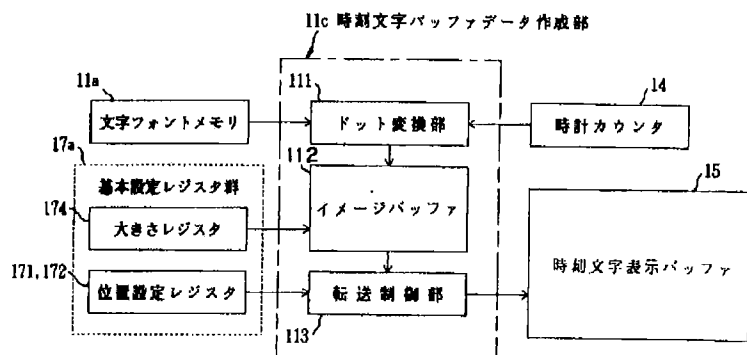 11c 時刻文字バッファデータ作成部
11a
111
14
文字フォントメモリ
ドット変換部
時計カウンタ
17a
112
15
基本設定レジスタ群
174
イメージバッファ
大きさレジスタ
時刻文字表示バッファ
171,172
位置設定レジスタ
転送制御部
113